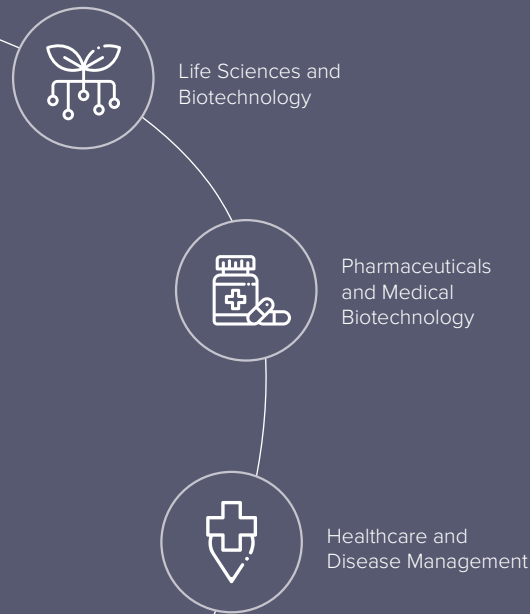 Life Sciences and
Biotechnology
Pharmaceuticals
and Medical
Biotechnology
Healthcare and
Disease Management